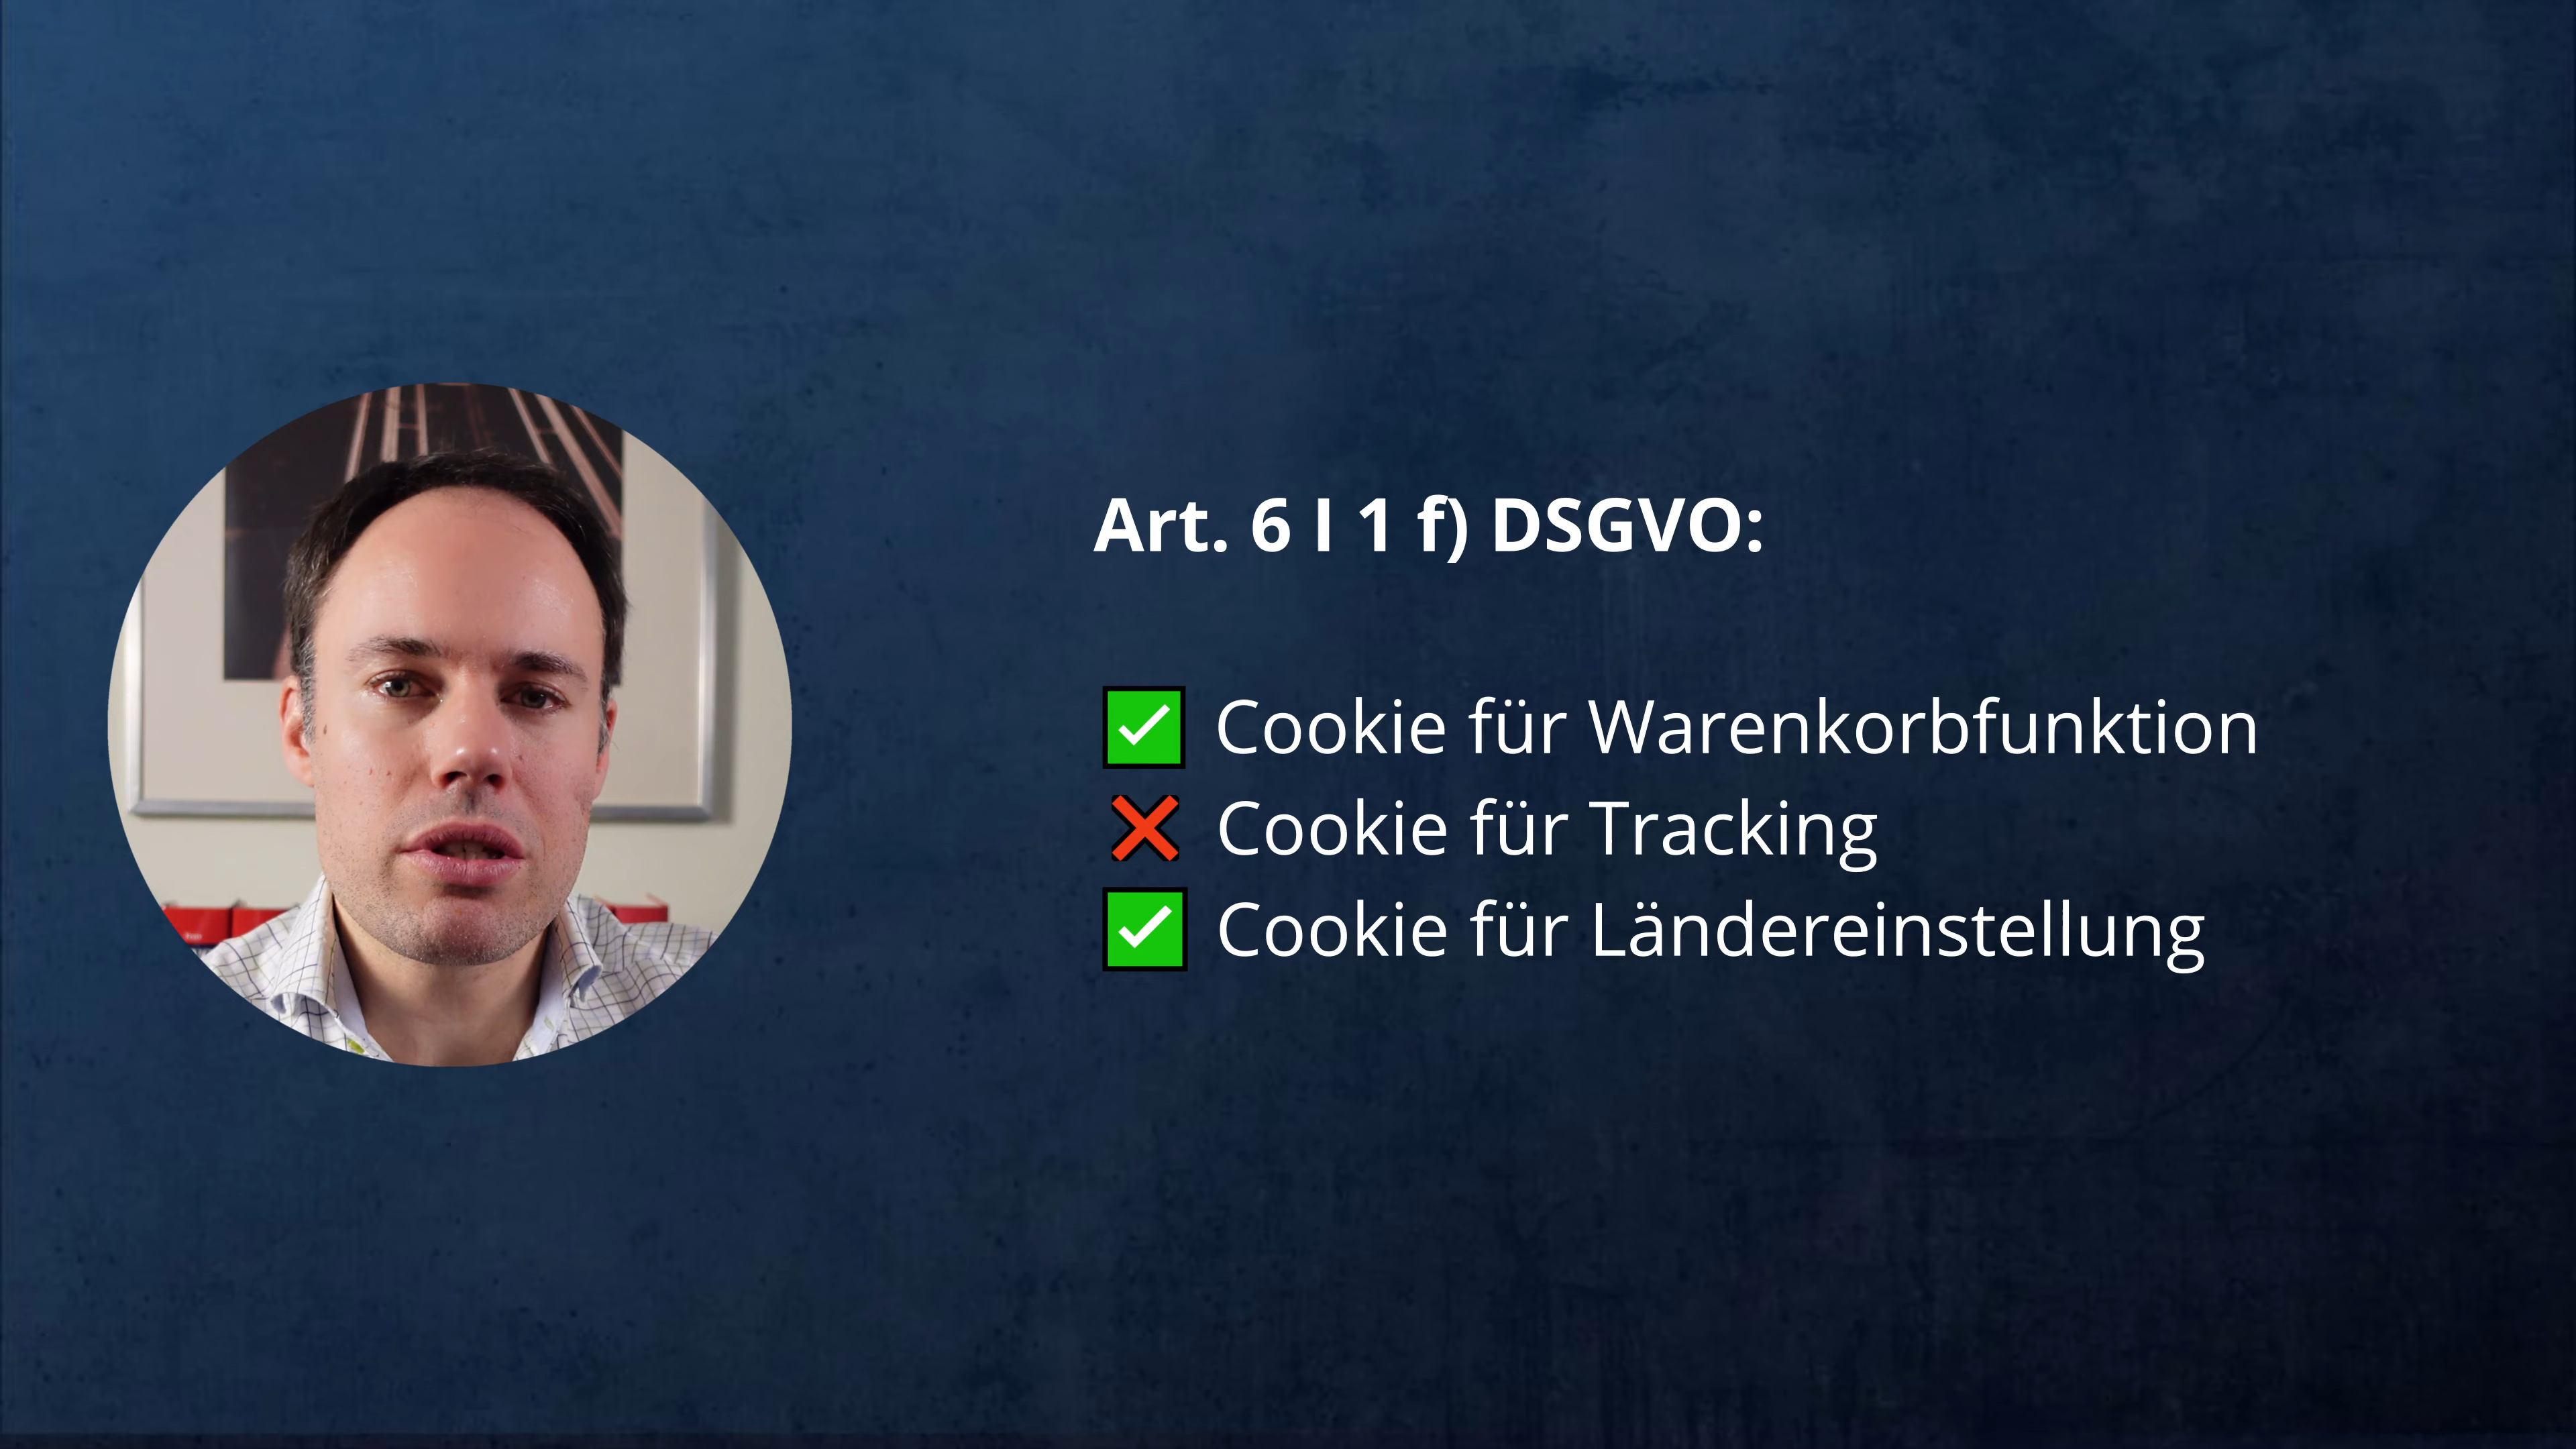 Art. 6 I 1 f) DSGVO:
Cookie für Warenkorbfunktion
Cookie für Tracking
Cookie für Ländereinstellung